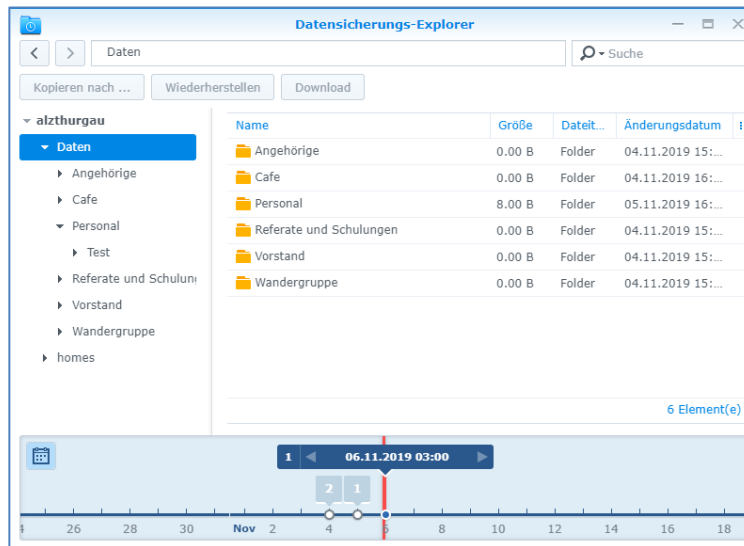 Datensicherungs-Explorer
Daten
Suche
Kopieren nach ... Wiederherstellen Download
alzthurgau
Daten
Angehörige
Cafe
Personal
Test
Referate und Schulun
Vorstand
Wandergruppe
homes
Name Größe Dateit... Änderungsdatum
Angehörige 0.00 B Folder 04.11.2019 15:...
Cafe 0.00 B Folder 04.11.2019 16:...
Personal 8.00 B Folder 05.11.2019 16:...
Referate und Schulungen 0.00 B Folder 04.11.2019 15:...
Vorstand 0.00 B Folder 04.11.2019 15:...
Wandergruppe 0.00 B Folder 04.11.2019 15:...
6 Element(e)
1 06.11.2019 03:00
2 1
26 28 30 Nov 2 4 6 8 10 12 14 16 18